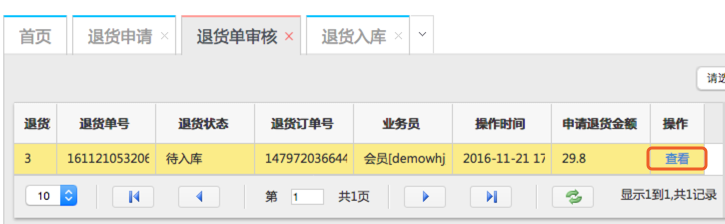 首页 退货申请 × 退货单审核 × 退货入库 ×
请选
退货 退货单号 退货状态 退货订单号 业务员 操作时间 申请退货金额 操作
3 161121053206 待入库 147972036644 会员[demowhj 2016-11-21 17 29.8 查看
10 第 1 共1页 显示1到1,共1记录